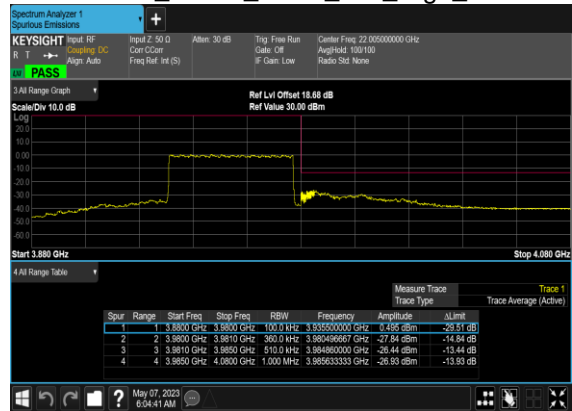 Spectrum Analyzer 1
Spurious Emissions
KEYSIGHT Input: RF Input Z: 50 Ω Atten: 30 dB Trig: Free Run Center Freq: 22.005000000 GHz
R T Coupling: DC Corr CCorr Gate: Off Avg|Hold: 100/100
Align: Auto Freq Ref: Int (S) IF Gain: Low Radio Std: None
PASS
3 All Range Graph Ref Lvl Offset 18.68 dB
Scale/Div 10.0 dB Ref Value 30.00 dBm
Log
20.0
10.0
0.00
-10.0
-20.0
-30.0
-40.0
-50.0
-60.0
Start 3.880 GHz Stop 4.080 GHz
4 All Range Table
Measure Trace Trace 1
Trace Type Trace Average (Active)
Spur Range Start Freq Stop Freq RBW Frequency Amplitude ΔLimit
1 1 3.8800 GHz 3.9800 GHz 100.0 kHz 3.935500000 GHz 0.495 dBm -29.51 dB
2 2 3.9800 GHz 3.9810 GHz 360.0 kHz 3.980496667 GHz -27.84 dBm -14.84 dB
3 3 3.9810 GHz 3.9850 GHz 510.0 kHz 3.984860000 GHz -26.44 dBm -13.44 dB
4 4 3.9850 GHz 4.0800 GHz 1.000 MHz 3.985633333 GHz -26.93 dBm -13.93 dB
May 07, 2023
6:04:41 AM